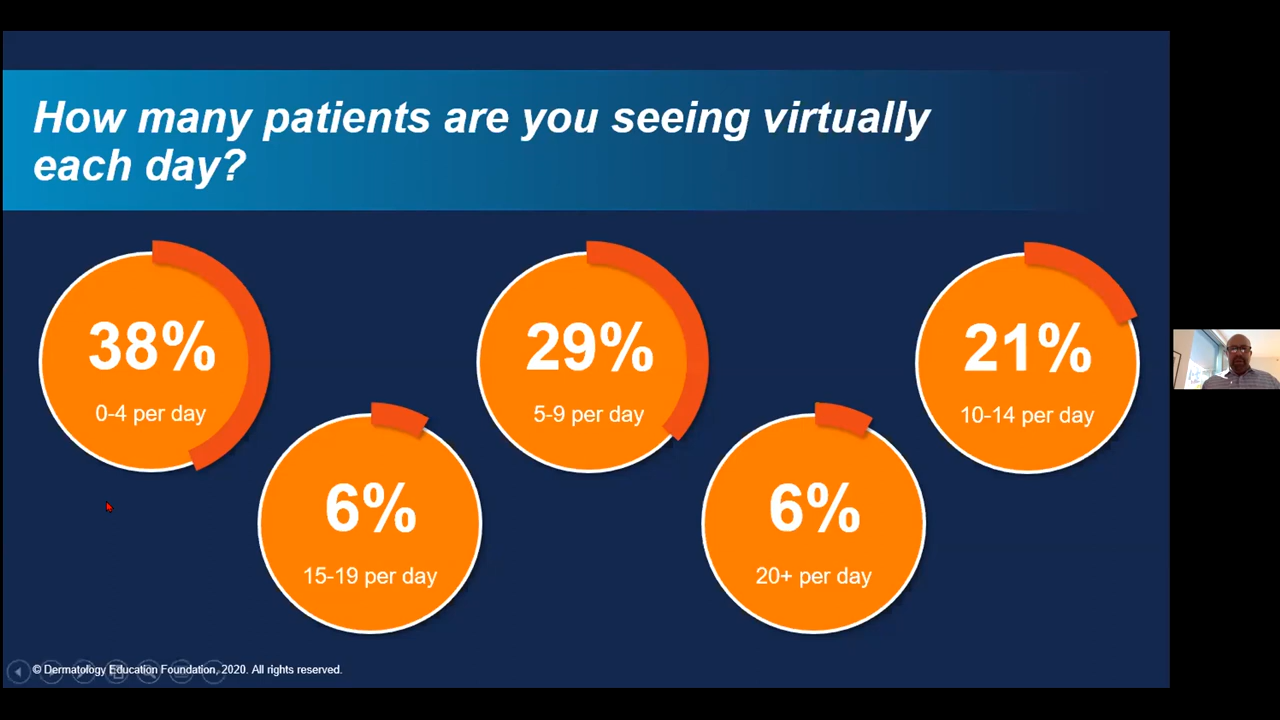 How many patients are you seeing virtually
each day?
38%
0-4 per day
29%
5-9 per day
21%
10-14 per day
6%
15-19 per day
6%
20+ per day
© Dermatology Education Foundation, 2020. All rights reserved.